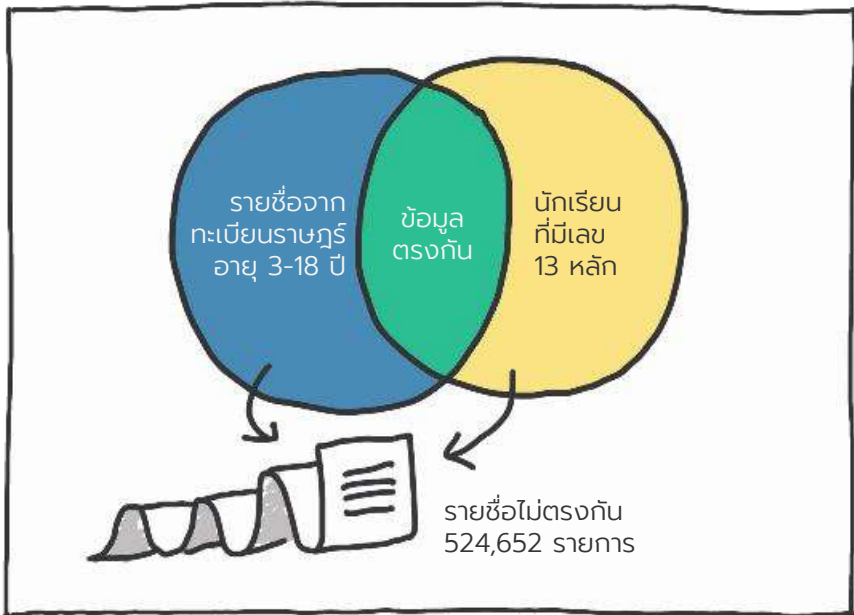 รายชื่อจาก
ทะเบียนราษฎร์
อายุ 3-18 ปี
ข้อมูล
ตรงกัน
นักเรียน
ที่มีเลข
13 หลัก
รายชื่อไม่ตรงกัน
524,652 รายการ